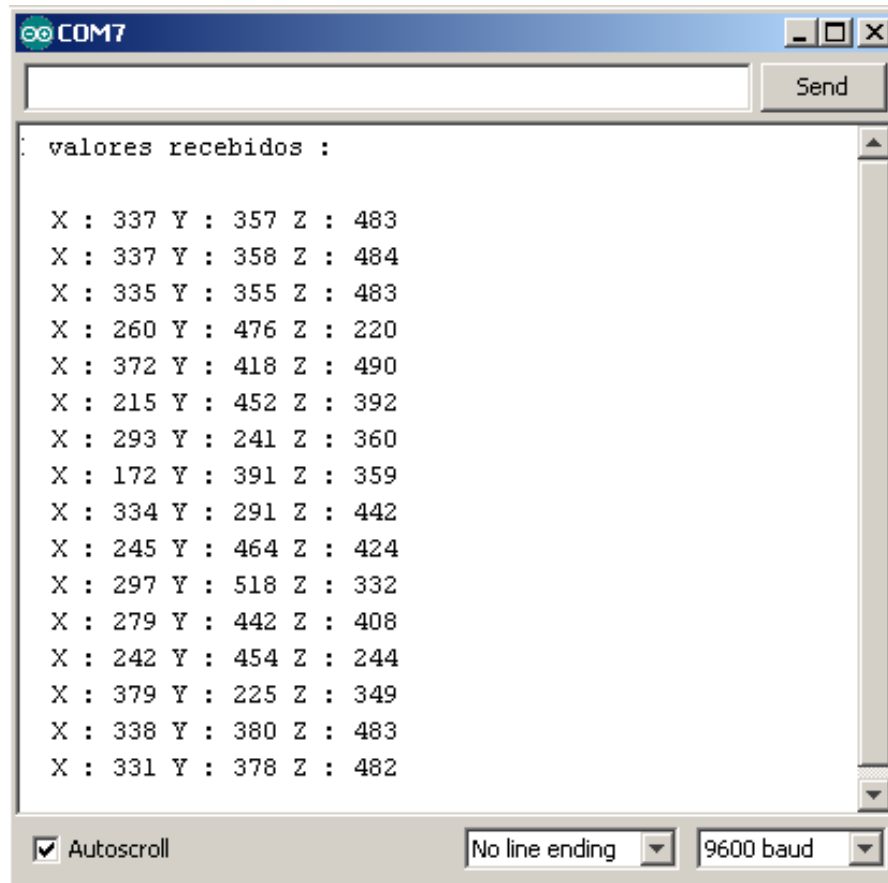 COM7
Send
valores recebidos :
X : 337 Y : 357 Z : 483
X : 337 Y : 358 Z : 484
X : 335 Y : 355 Z : 483
X : 260 Y : 476 Z : 220
X : 372 Y : 418 Z : 490
X : 215 Y : 452 Z : 392
X : 293 Y : 241 Z : 360
X : 172 Y : 391 Z : 359
X : 334 Y : 291 Z : 442
X : 245 Y : 464 Z : 424
X : 297 Y : 518 Z : 332
X : 279 Y : 442 Z : 408
X : 242 Y : 454 Z : 244
X : 379 Y : 225 Z : 349
X : 338 Y : 380 Z : 483
X : 331 Y : 378 Z : 482
Autoscroll No line ending 9600 baud